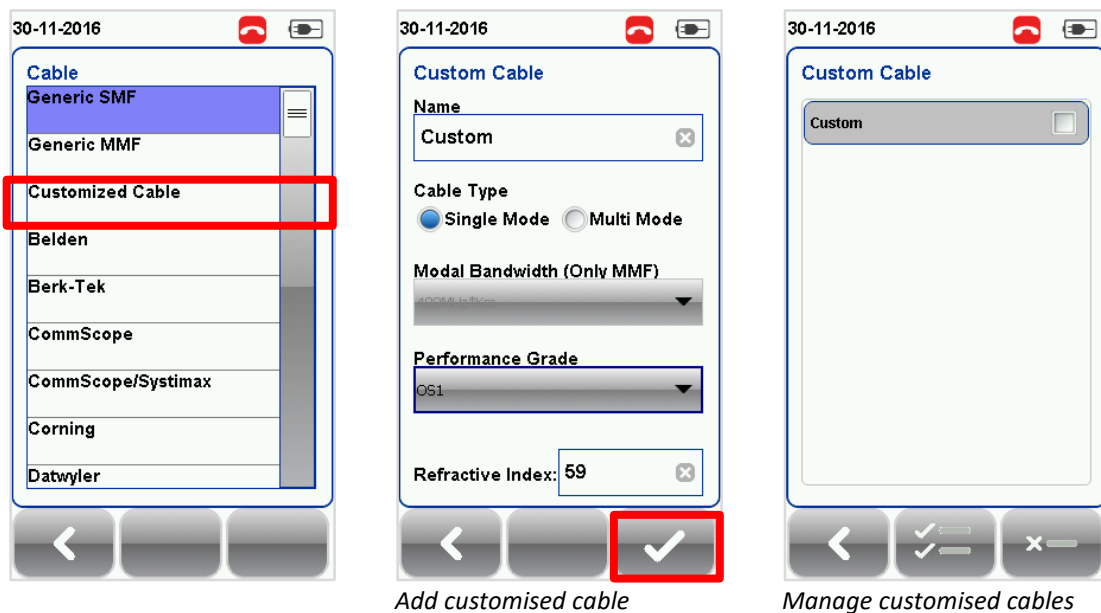 30-11-2016
Cable
Generic SMF
Generic MMF
Customized Cable
Belden
Berk-Tek
CommScope
CommScope/Systimax
Corning
Datwyler
30-11-2016
Custom Cable
Name
Custom
Cable Type
Single Mode Multi Mode
Modal Bandwidth (Only MMF)
Performance Grade
OS1
Refractive Index: 59
Add customised cable
30-11-2016
Custom Cable
Custom
Manage customised cables